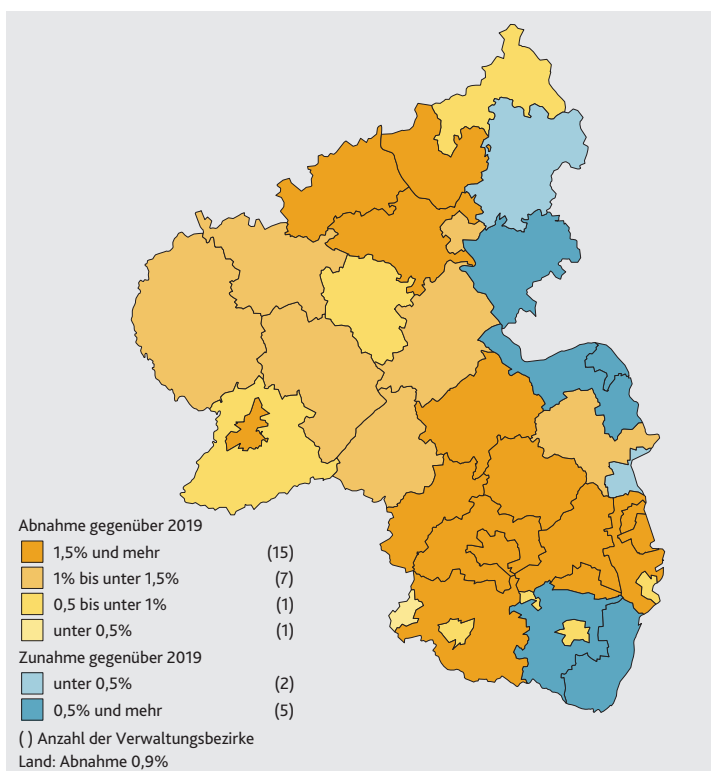 Abnahme gegenüber 2019
1,5% und mehr (15)
1% bis unter 1,5% (7)
0,5 bis unter 1% (1)
unter 0,5% (1)
Zunahme gegenüber 2019
unter 0,5% (2)
0,5% und mehr (5)
( ) Anzahl der Verwaltungsbezirke
Land: Abnahme 0,9%